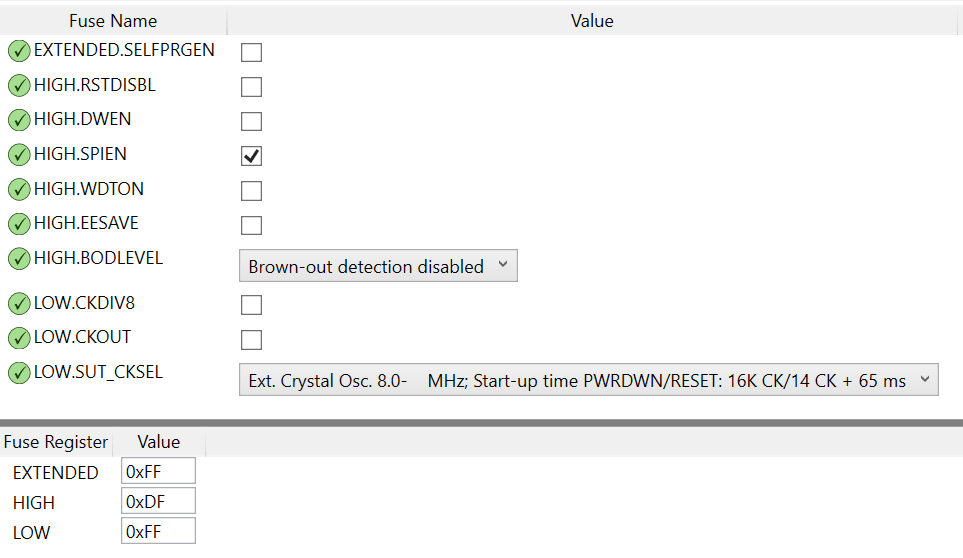 Fuse Name Value
EXTENDED.SELFPRGEN
HIGH.RSTDISBL
HIGH.DWEN
HIGH.SPIEN
HIGH.WDTON
HIGH.EESAVE
HIGH.BODLEVEL Brown-out detection disabled
LOW.CKDIV8
LOW.CKOUT
LOW.SUT_CKSEL Ext. Crystal Osc. 8.0- MHz; Start-up time PWRDWN/RESET: 16K CK/14 CK + 65 ms
Fuse Register Value
EXTENDED 0xFF
HIGH 0xDF
LOW 0xFF